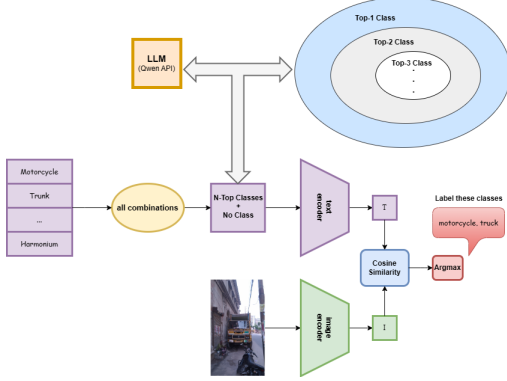 Top-1 Class
Top-2 Class
Top-3 Class
LLM
(Qwen API)
Motorcycle
Trunk
...
Harmonium
all combinations
N-Top Classes
+
No Class
text
encoder
T
Label these classes
motorcycle, truck
Cosine
Similarity
Argmax
image
encoder
I